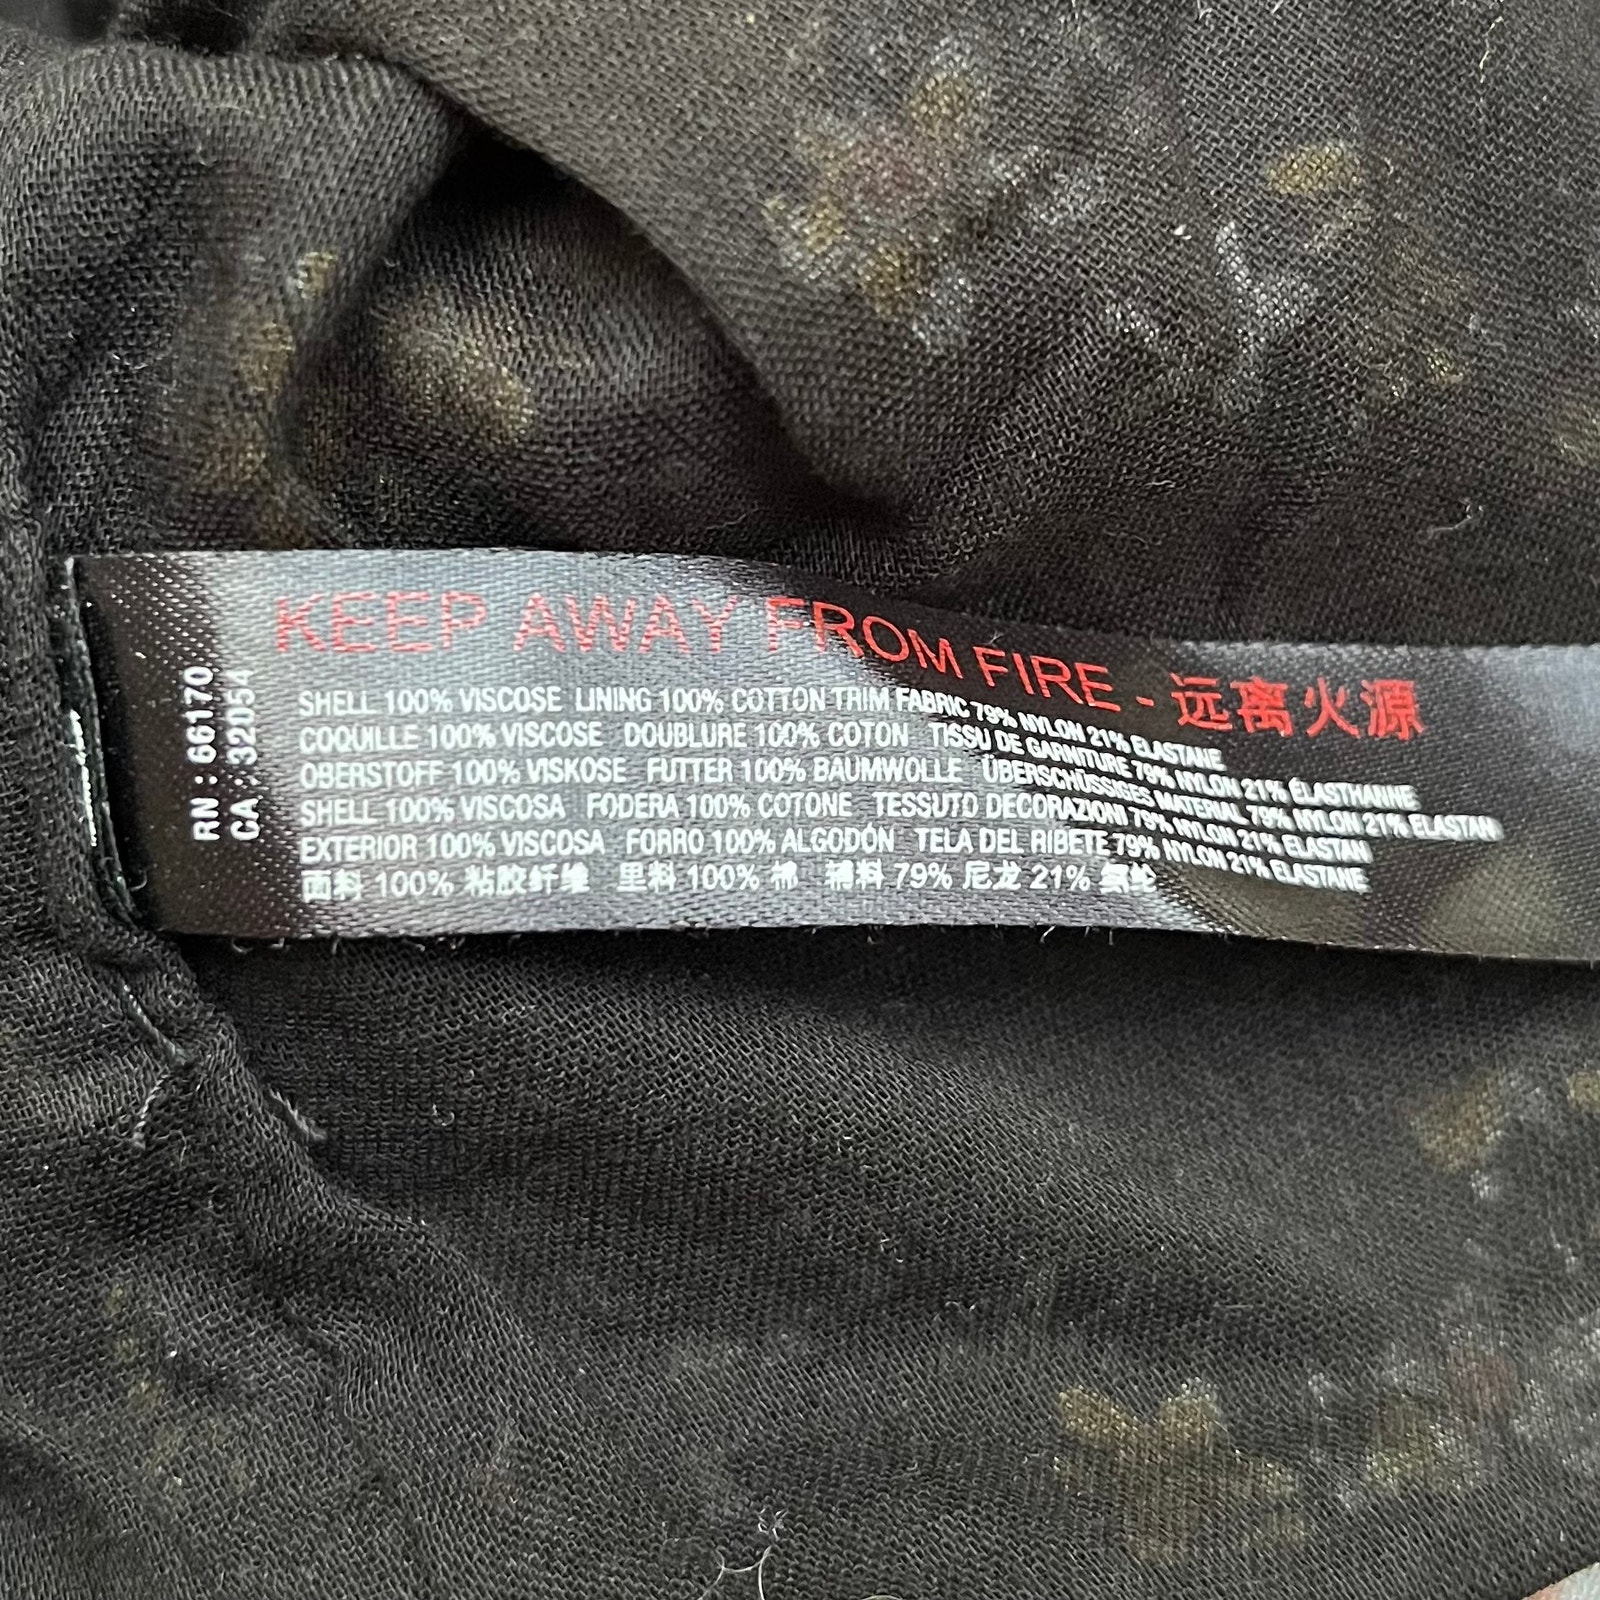 RN : 66170
CA : 32054
KEEP AWAY FROM FIRE - 远离火源
SHELL 100% VISCOSE LINING 100% COTTON TRIM FABRIC 79% NYLON 21% ELASTANE
COQUILLE 100% VISCOSE DOUBLURE 100% COTON TISSU DE GARNITURE 79% NYLON 21% ÉLASTHANNE
OBERSTOFF 100% VISKOSE FUTTER 100% BAUMWOLLE ÜBERSCHÜSSIGES MATERIAL 79% NYLON 21% ELASTAN
SHELL 100% VISCOSA FODERA 100% COTONE TESSUTO DECORAZIONI 79% NYLON 21% ELASTAN
EXTERIOR 100% VISCOSA FORRO 100% ALGODÓN TELA DEL RIBETE 79% NYLON 21% ELASTANE
面料 100% 粘胶纤维 里料 100% 棉 辅料 79% 尼龙 21% 氨纶